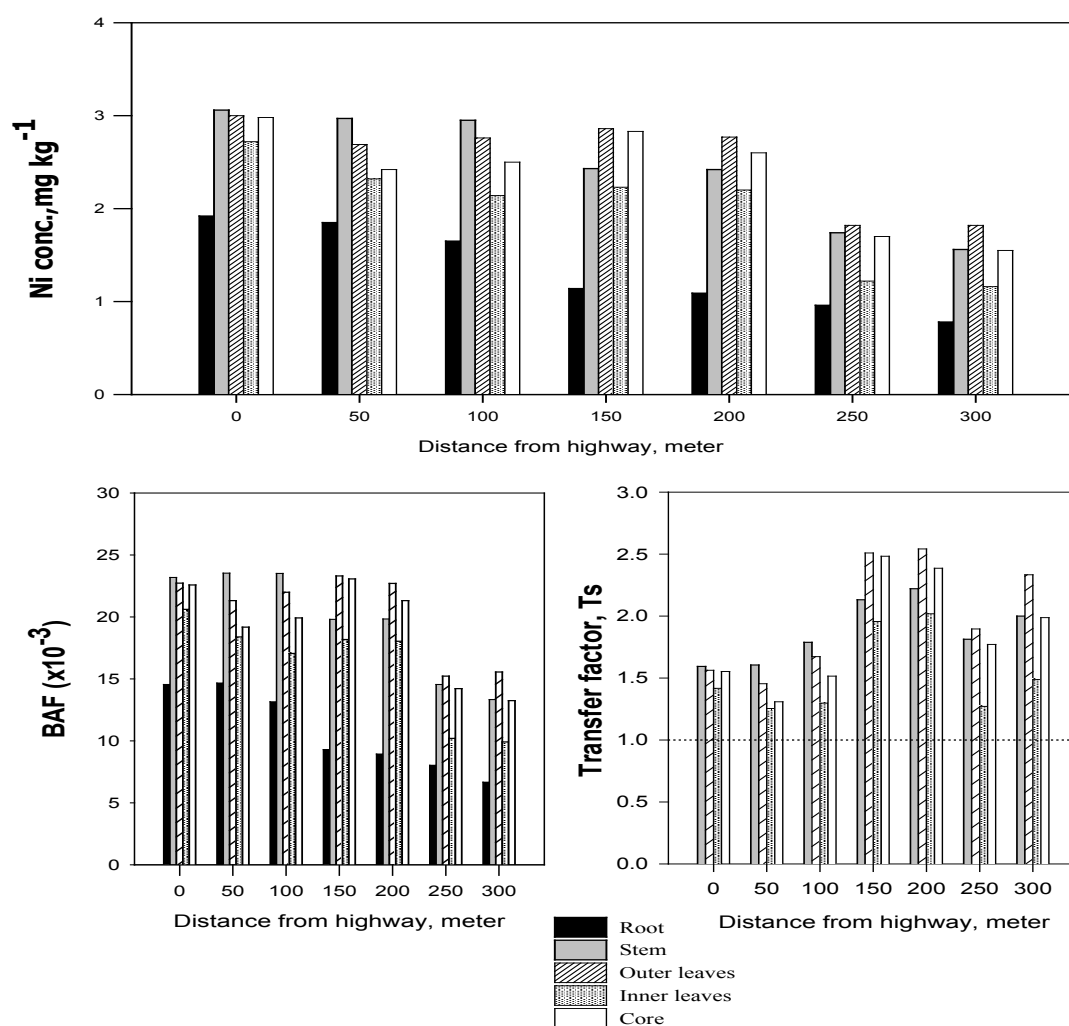 Ni conc.,mg kg-1
4
3
2
1
0
0 50 100 150 200 250 300
Distance from highway, meter
BAF (x10-3)
30
25
20
15
10
5
0
0 50 100 150 200 250 300
Distance from highway, meter
Transfer factor, Ts
3.0
2.5
2.0
1.5
1.0
0.5
0.0
0 50 100 150 200 250 300
Distance from highway, meter
Root
Stem
Outer leaves
Inner leaves
Core